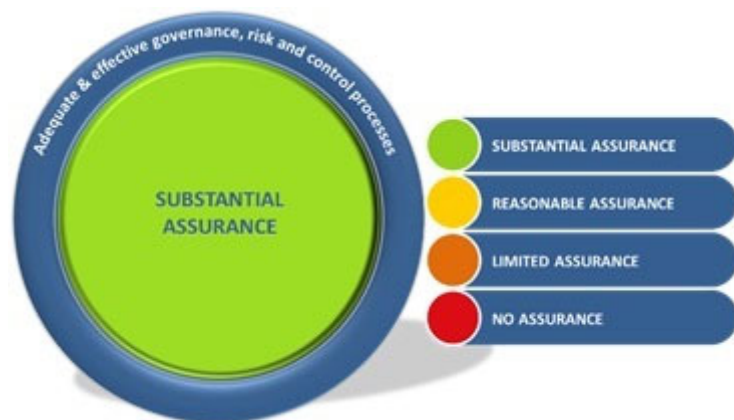 Adequate & effective governance, risk and control processes
SUBSTANTIAL
ASSURANCE
SUBSTANTIAL ASSURANCE
REASONABLE ASSURANCE
LIMITED ASSURANCE
NO ASSURANCE